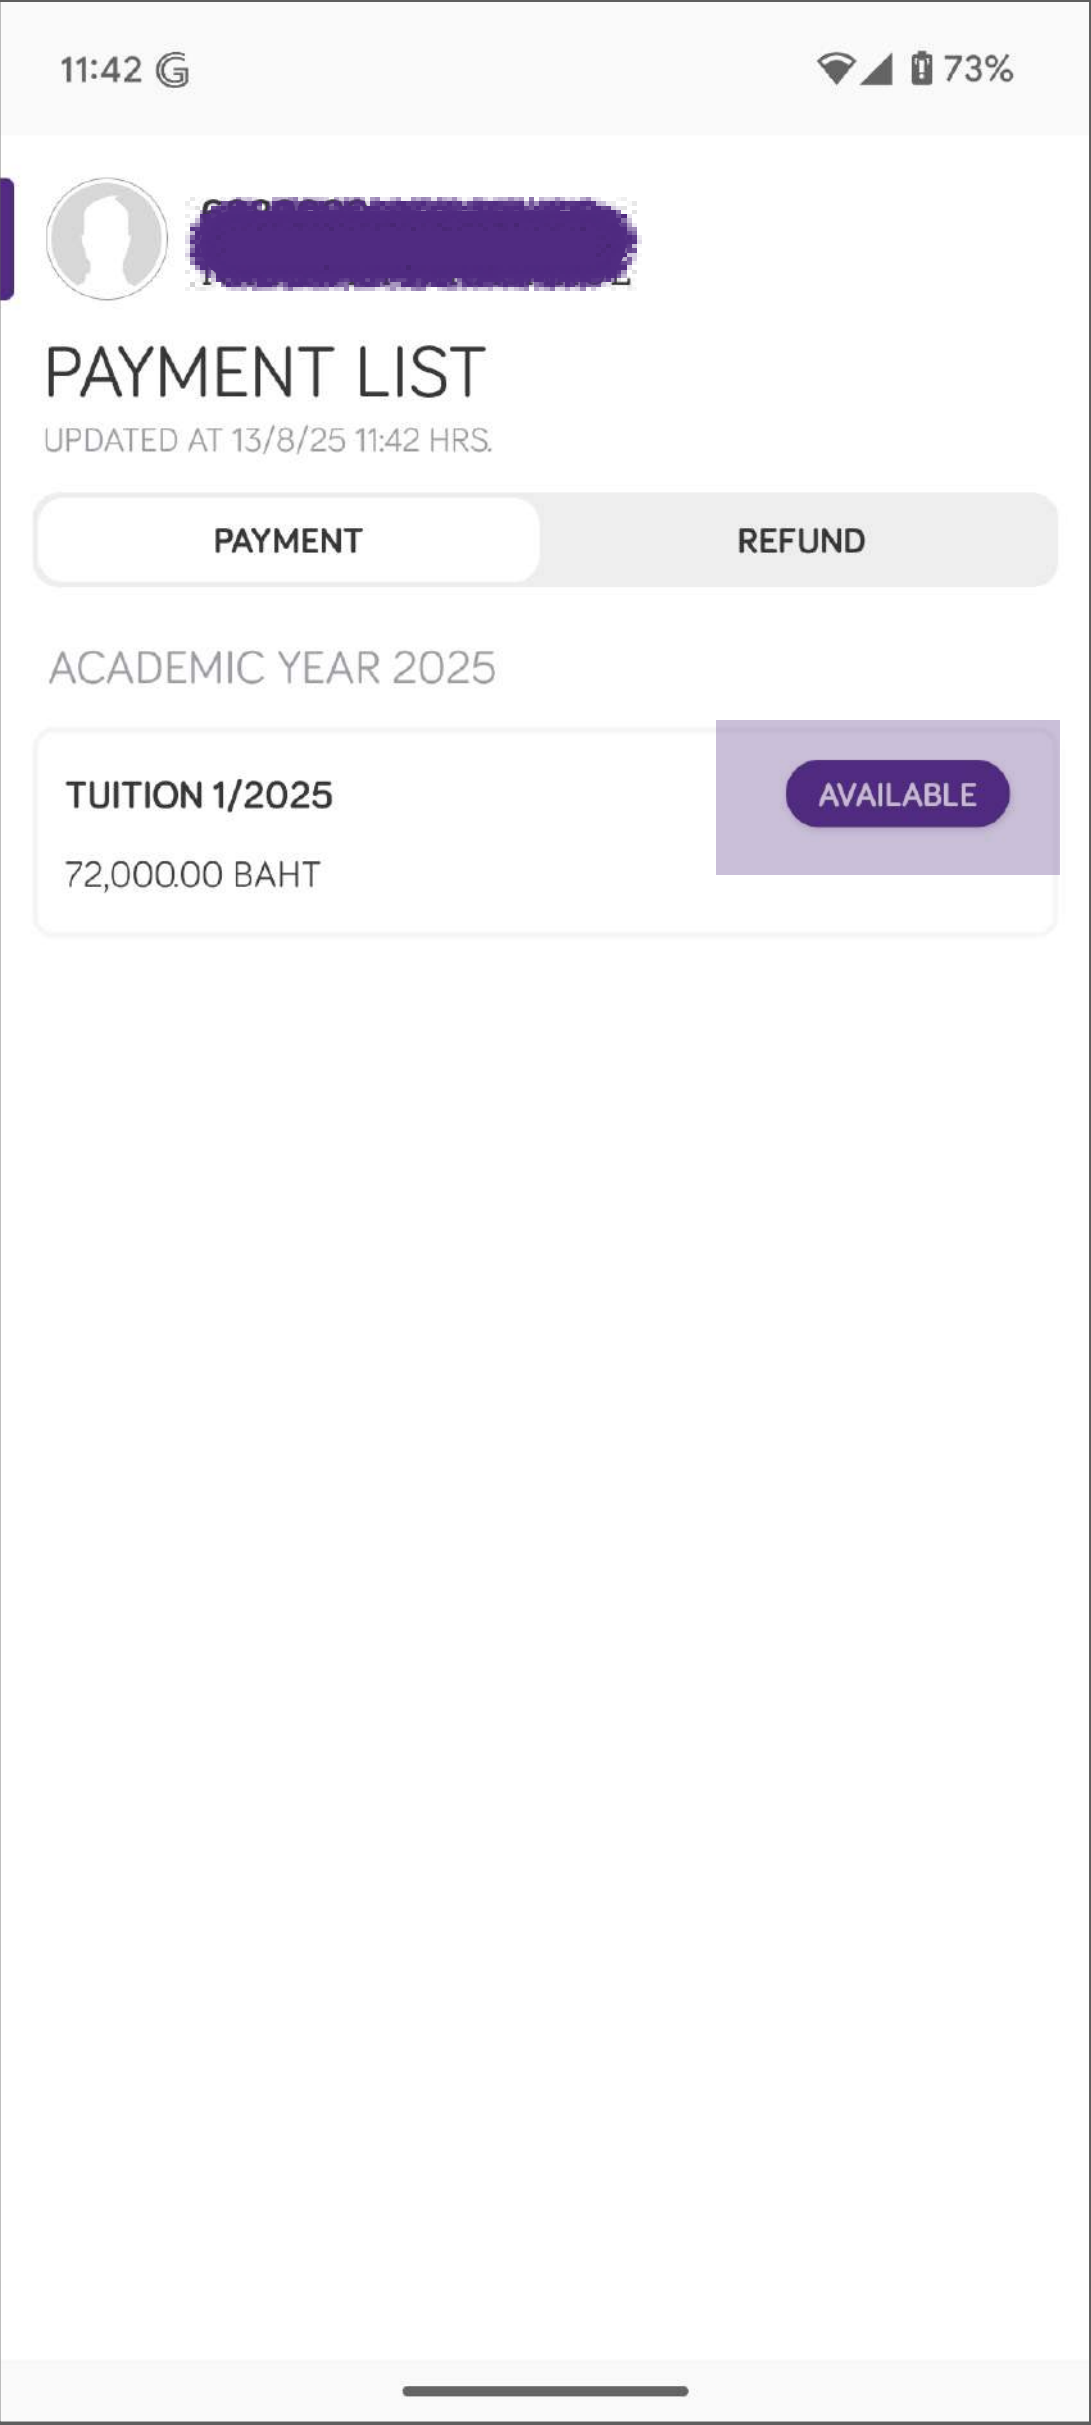 11:42 G 73%
PAYMENT LIST
UPDATED AT 13/8/25 11:42 HRS.
PAYMENT REFUND
ACADEMIC YEAR 2025
TUITION 1/2025 AVAILABLE
72,000.00 BAHT